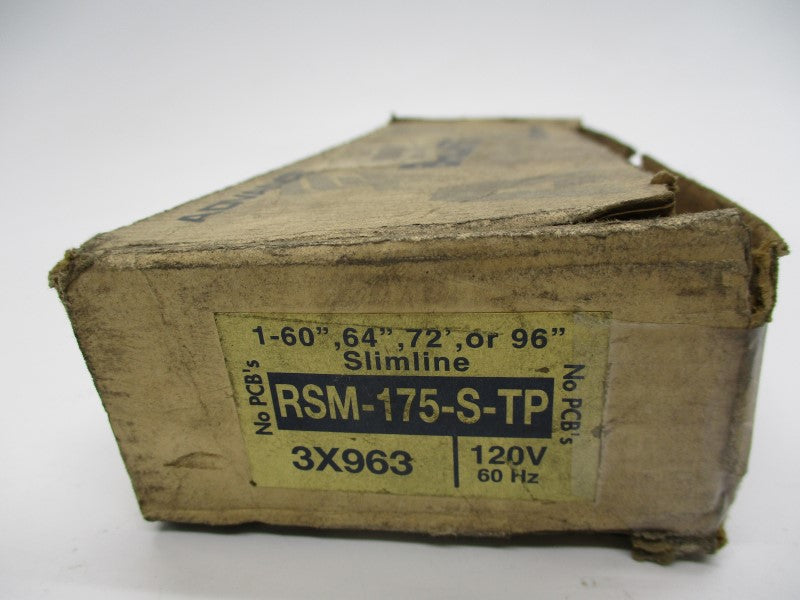 1-60",64",72',or 96"
Slimline
No PCB's
RSM-175-S-TP
No PCB's
3X963
120V
60 Hz